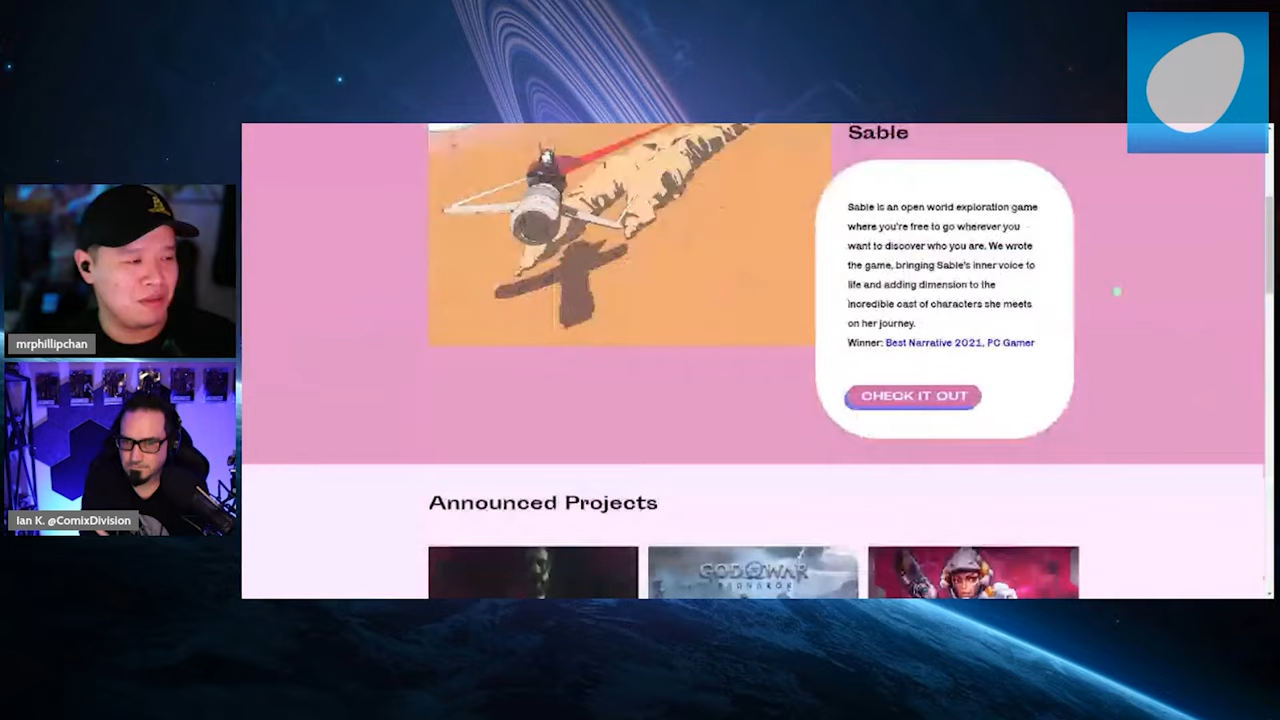 Sable
Sable is an open world exploration game
where you're free to go wherever you
want to discover who you are. We wrote
the game, bringing Sable's inner voice to
life and adding dimension to the
incredible cast of characters she meets
on her journey.
Winner: Best Narrative 2021, PC Gamer
CHECK IT OUT
mrphillipchan
Ian K. @ComixDivision
Announced Projects
GOD OF WAR
RAGNARÖK